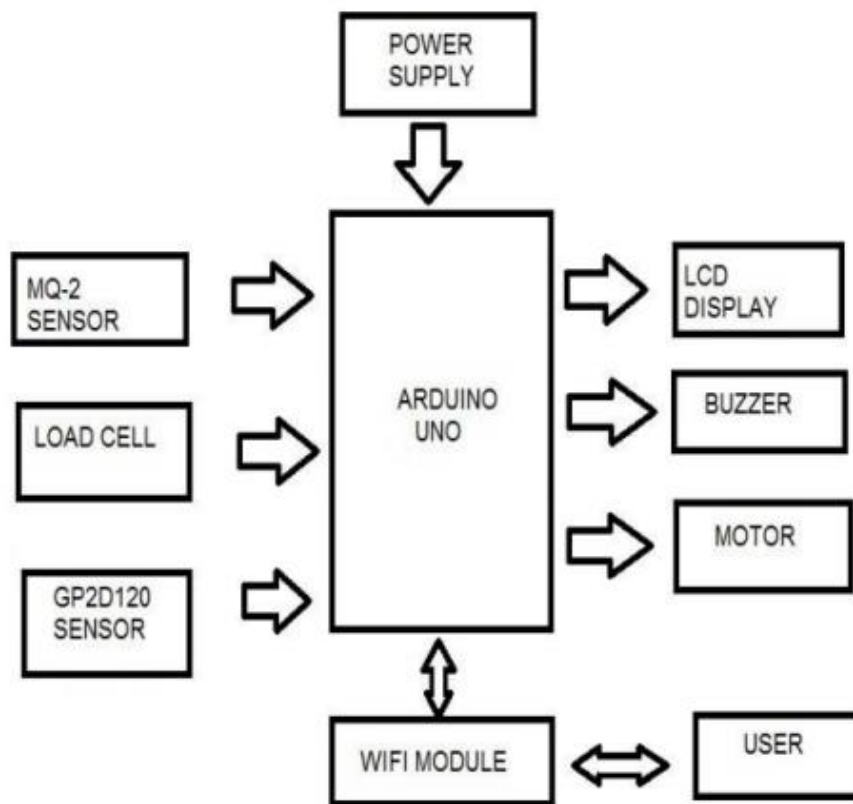 POWER
SUPPLY
MQ-2
SENSOR
LCD
DISPLAY
ARDUINO
UNO
BUZZER
LOAD CELL
MOTOR
GP2D120
SENSOR
WIFI MODULE
USER